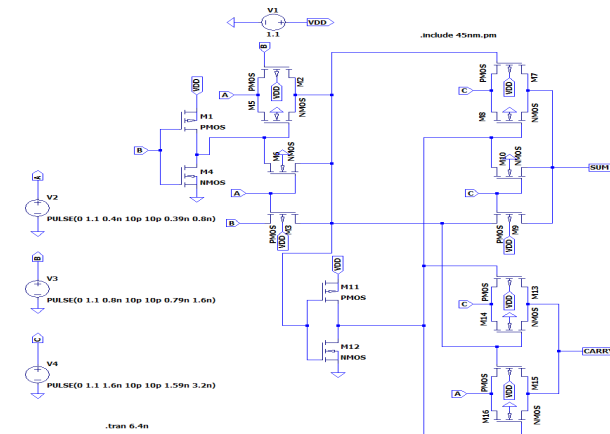 V1
VDD
1.1
.include 45nm.pm
B
A
M5
PMOS
M2
VDD
NMOS
VDD
M1
PMOS
B
M4
NMOS
M6
NMOS
A
B
PMOS
VDD
M3
PMOS
M7
C
VDD
M8
NMOS
M10
NMOS
SUM
C
PMOS
VDD
M9
A
V2
PULSE(0 1.1 0.4n 10p 10p 0.39n 0.8n)
B
V3
PULSE(0 1.1 0.8n 10p 10p 0.79n 1.6n)
C
V4
PULSE(0 1.1 1.6n 10p 10p 1.59n 3.2n)
VDD
M11
PMOS
M12
NMOS
PMOS
M13
C
VDD
M14
NMOS
CARRY
PMOS
M15
A
VDD
M16
NMOS
.tran 6.4n